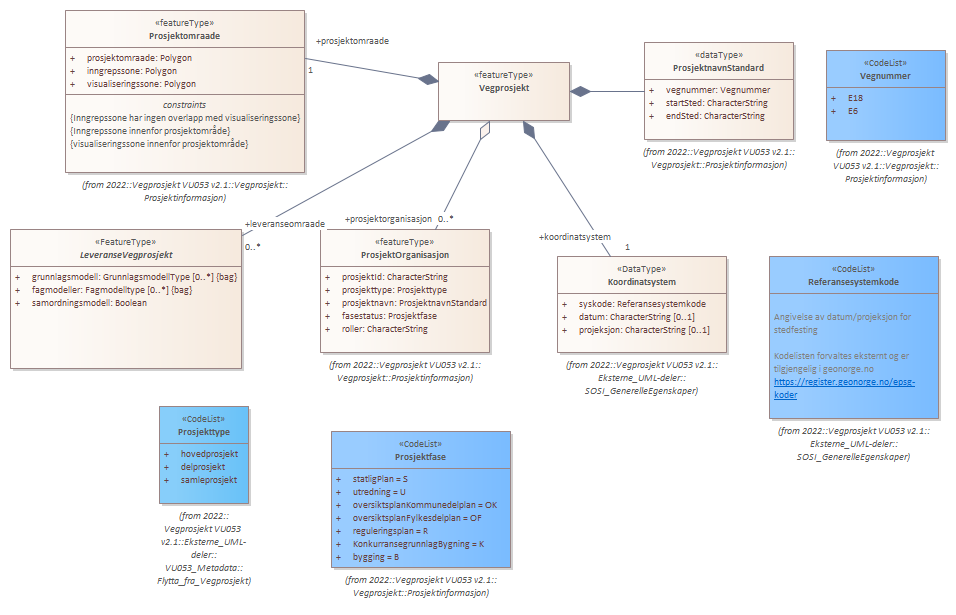 «featureType»
Prosjektomraade
+ prosjektomraade: Polygon
+ inngrepssone: Polygon
+ visualiseringssone: Polygon
constraints
{Inngrepssone har ingen overlapp med visualiseringssone}
{Inngrepssone innenfor prosjektområde}
{visualiseringssone innenfor prosjektområde}
(from 2022::Vegprosjekt VU053 v2.1::Vegprosjekt::
Prosjektinformasjon)
+prosjektomraade
1
«featureType»
Vegprosjekt
«dataType»
ProsjektnavnStandard
+ vegnummer: Vegnummer
+ startSted: CharacterString
+ endSted: CharacterString
(from 2022::Vegprosjekt VU053 v2.1::
Vegprosjekt::Prosjektinformasjon)
«CodeList»
Vegnummer
+ E18
+ E6
(from 2022::Vegprosjekt
VU053 v2.1::Vegprosjekt::
Prosjektinformasjon)
+leveranseomraade
0..*
+prosjektorganisasjon 0..*
+koordinatsystem
1
«FeatureType»
LeveranseVegprosjekt
+ grunnlagsmodell: GrunnlagsmodellType [0..*] {bag}
+ fagmodeller: Fagmodelltype [0..*] {bag}
+ samordningsmodell: Boolean
«featureType»
ProsjektOrganisasjon
+ prosjektId: CharacterString
+ prosjekttype: Prosjekttype
+ prosjektnavn: ProsjektnavnStandard
+ fasestatus: Prosjektfase
+ roller: CharacterString
(from 2022::Vegprosjekt VU053 v2.1::
Vegprosjekt::Prosjektinformasjon)
«DataType»
Koordinatsystem
+ syskode: Referansesystemkode
+ datum: CharacterString [0..1]
+ projeksjon: CharacterString [0..1]
(from 2022::Vegprosjekt VU053 v2.1::
Eksterne_UML-deler::
SOSI_GenerelleEgenskaper)
«CodeList»
Referansesystemkode
Angivelse av datum/projeksjon for
stedfesting
Kodelisten forvaltes eksternt og er
tilgjengelig i geonorge.no
https://register.geonorge.no/epsg-
koder
(from 2022::Vegprosjekt VU053 v2.1::
Eksterne_UML-deler::
SOSI_GenerelleEgenskaper)
«CodeList»
Prosjekttype
+ hovedprosjekt
+ delprosjekt
+ samleprosjekt
(from 2022::
Vegprosjekt VU053
v2.1::Eksterne_UML-
deler::
VU053_Metadata::
Flytta_fra_Vegprosjekt)
«CodeList»
Prosjektfase
+ statligPlan = S
+ utredning = U
+ oversiktsplanKommunedelplan = OK
+ oversiktsplanFylkesdelplan = OF
+ reguleringsplan = R
+ KonkurransegrunnlagBygning = K
+ bygging = B
(from 2022::Vegprosjekt VU053 v2.1::
Vegprosjekt::Prosjektinformasjon)